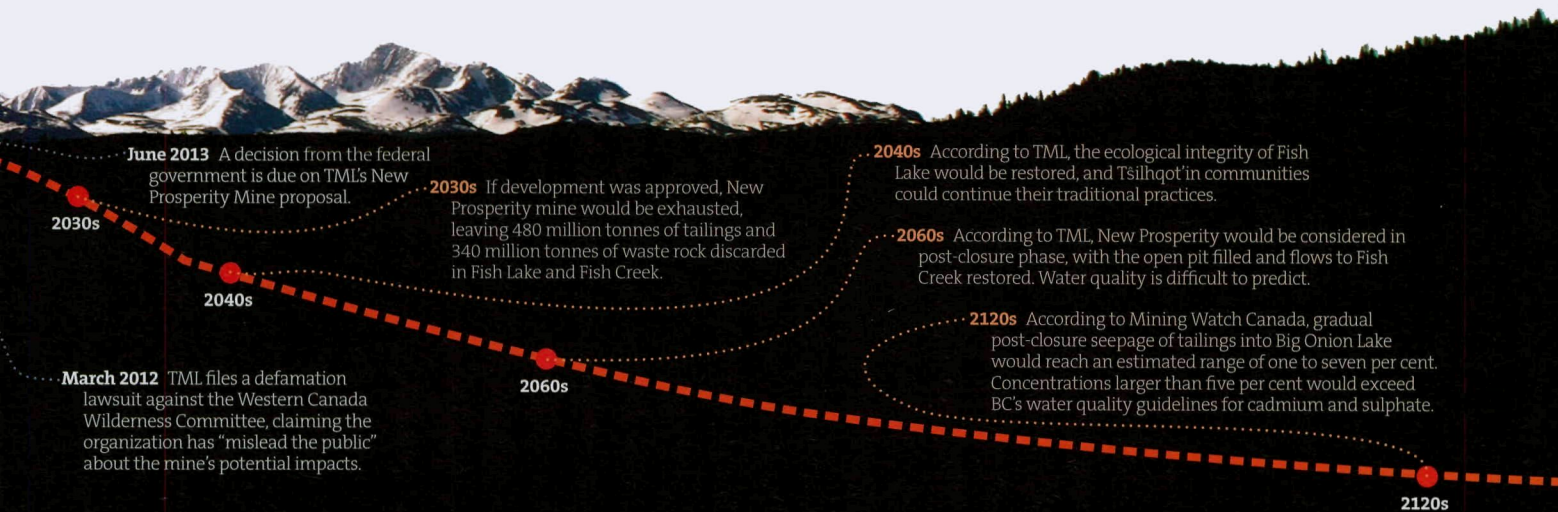 June 2013 A decision from the federal
government is due on TML's New
Prosperity Mine proposal.
2030s
2030s If development was approved, New
Prosperity mine would be exhausted,
leaving 480 million tonnes of tailings and
340 million tonnes of waste rock discarded
in Fish Lake and Fish Creek.
2040s
2040s According to TML, the ecological integrity of Fish
Lake would be restored, and Tŝilhqot'in communities
could continue their traditional practices.
2060s According to TML, New Prosperity would be considered in
post-closure phase, with the open pit filled and flows to Fish
Creek restored. Water quality is difficult to predict.
2060s
2120s According to Mining Watch Canada, gradual
post-closure seepage of tailings into Big Onion Lake
would reach an estimated range of one to seven per cent.
Concentrations larger than five per cent would exceed
BC's water quality guidelines for cadmium and sulphate.
March 2012 TML files a defamation
lawsuit against the Western Canada
Wilderness Committee, claiming the
organization has "mislead the public"
about the mine's potential impacts.
2120s